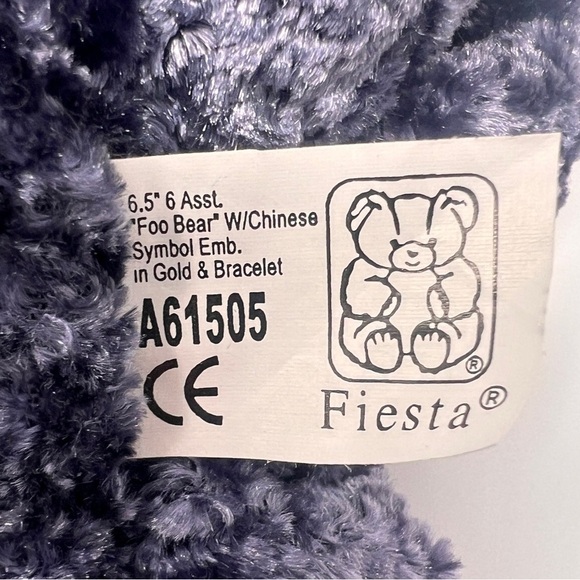 6.5" 6 Asst.
"Foo Bear" W/Chinese
Symbol Emb.
in Gold & Bracelet
A61505
CE
®
Fiesta®